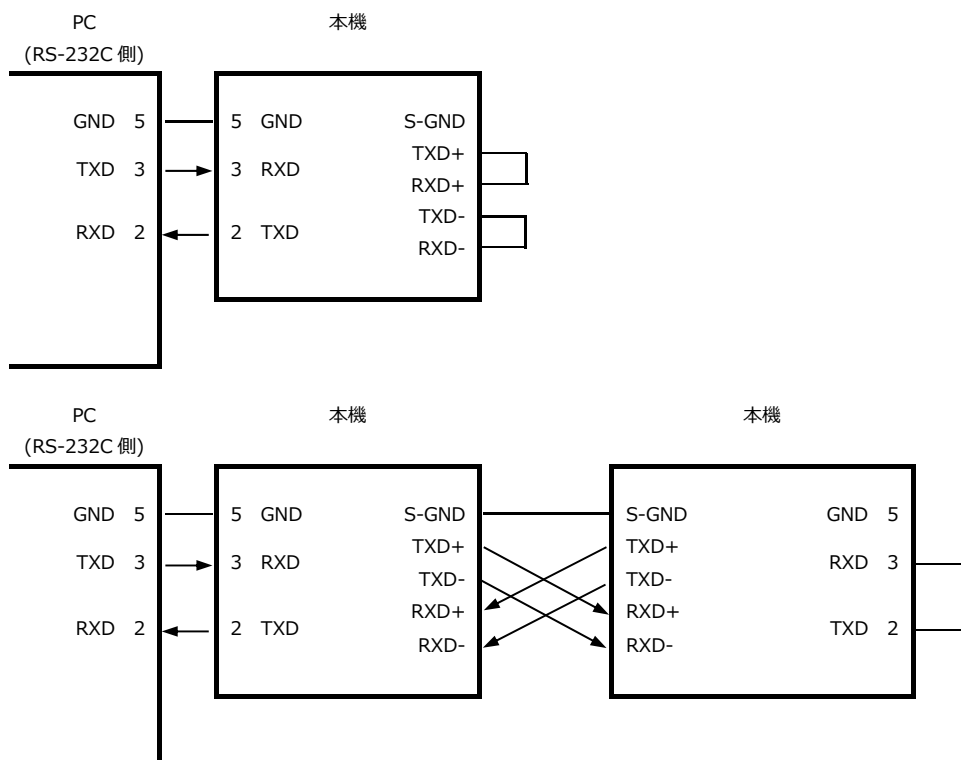 PC
(RS-232C 側)
本機
GND 5
5 GND
S-GND
TXD+
TXD 3
3 RXD
RXD+
TXD-
RXD 2
2 TXD
RXD-
PC
(RS-232C 側)
本機
本機
GND 5
5 GND
S-GND
S-GND
GND 5
TXD+
TXD+
TXD 3
3 RXD
RXD 3
TXD-
TXD-
RXD+
RXD+
RXD 2
2 TXD
TXD 2
RXD-
RXD-